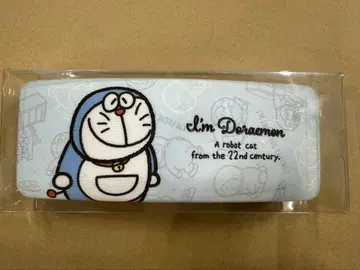 I'm Doraemon
A robot cat
from the 22nd century.